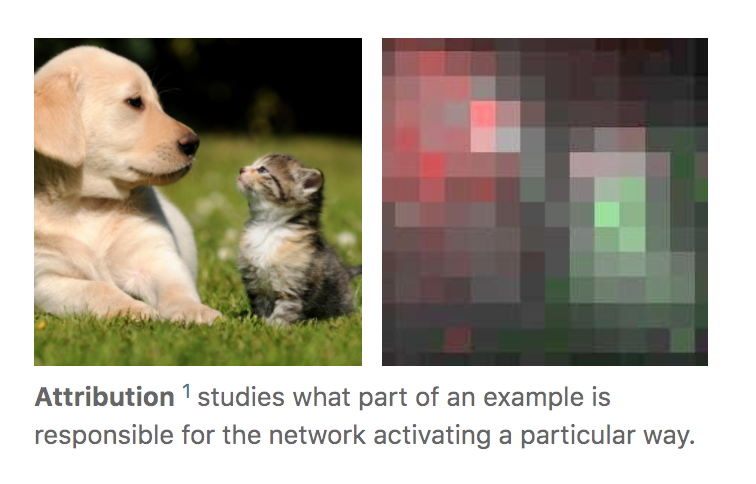 Attribution ¹ studies what part of an example is
responsible for the network activating a particular way.